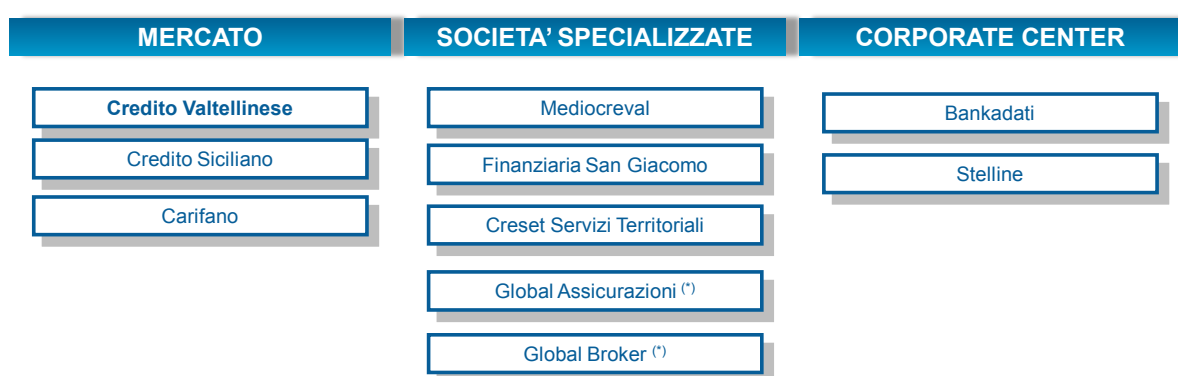 MERCATO
Credito Valtellinese
Credito Siciliano
Carifano
SOCIETA’ SPECIALIZZATE
Mediocreval
Finanziaria San Giacomo
Creset Servizi Territoriali
Global Assicurazioni (*)
Global Broker (*)
CORPORATE CENTER
Bankadati
Stelline